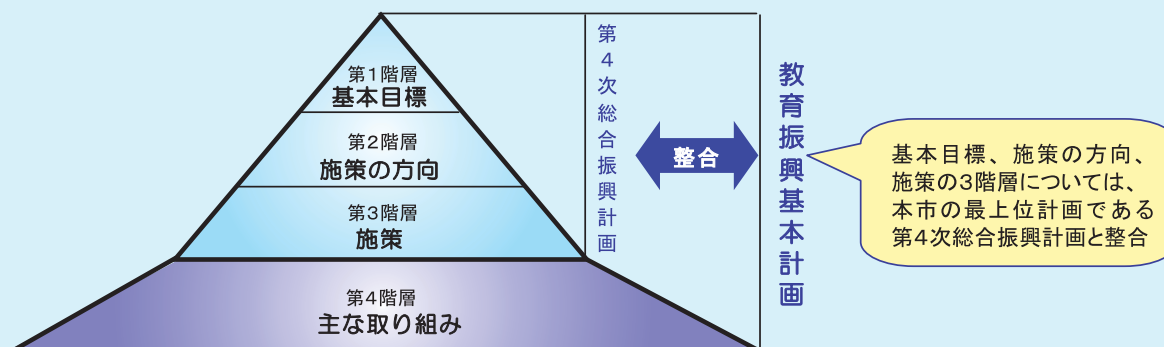 第1階層
基本目標
第2階層
施策の方向
第3階層
施策
第4階層
主な取り組み
第4次総合振興計画
整合
教育振興基本計画
基本目標、施策の方向、
施策の3階層については、
本市の最上位計画である
第4次総合振興計画と整合